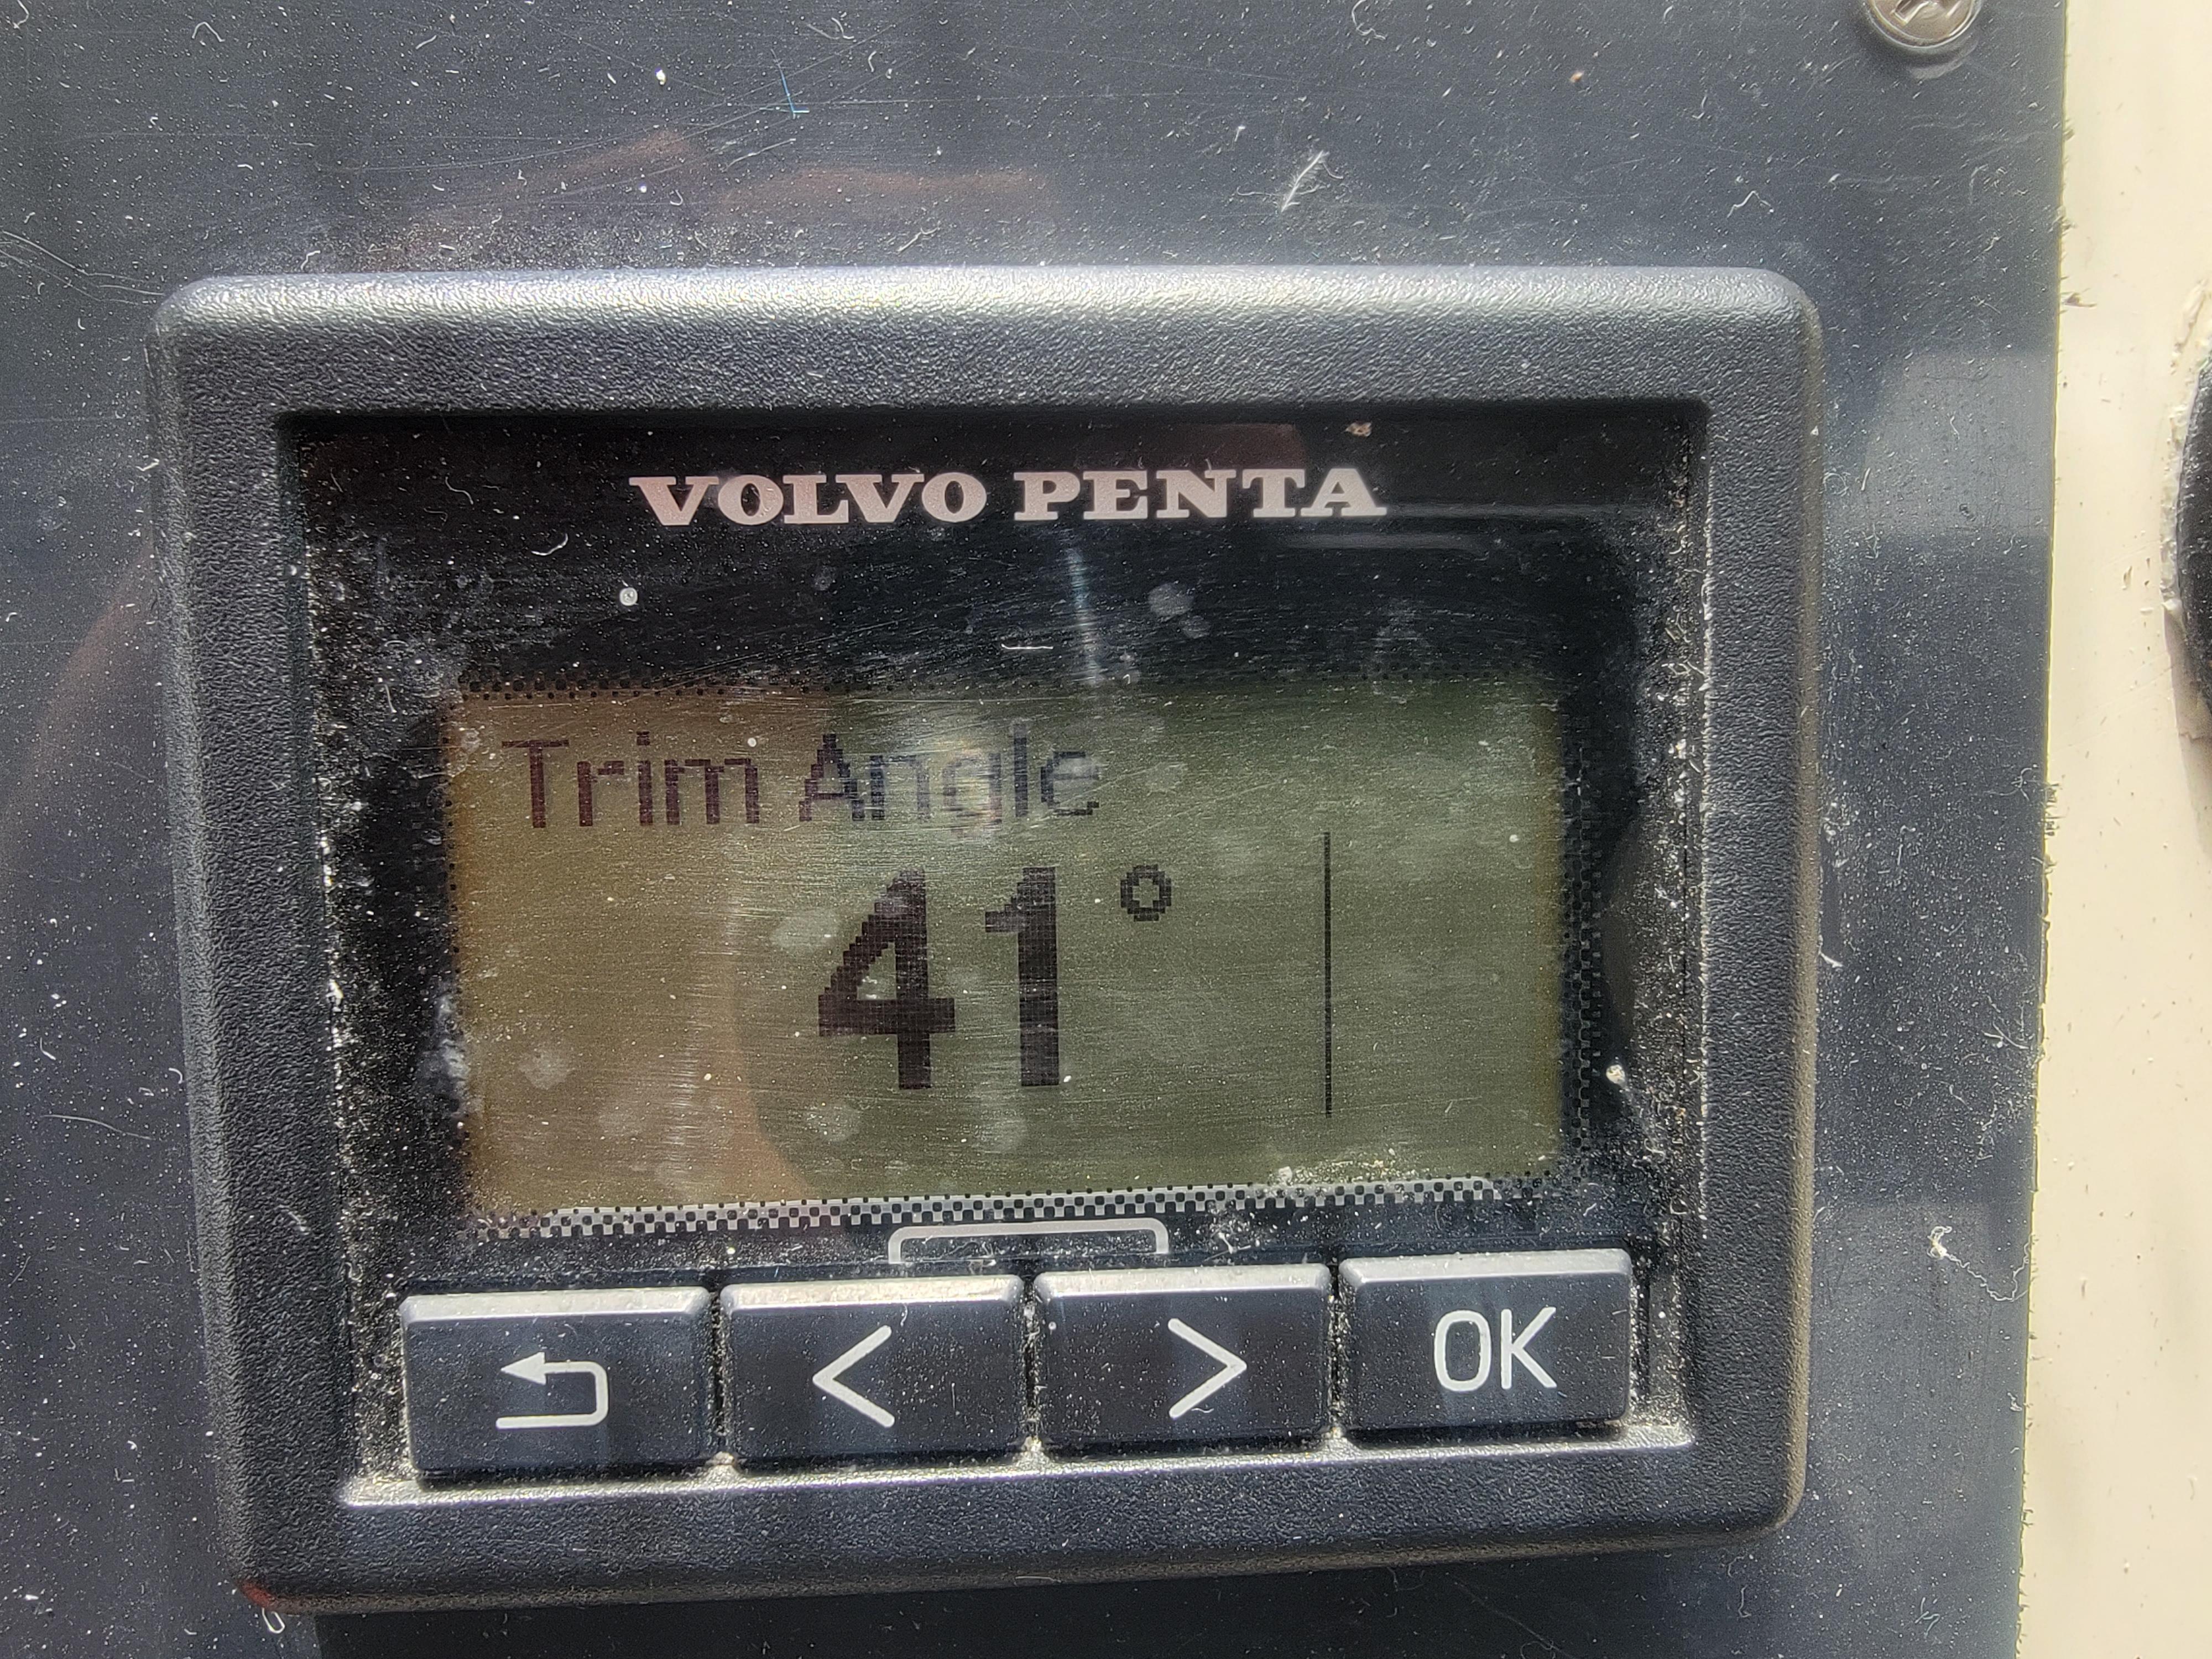 VOLVO PENTA
Trim Angle
41°
< > OK